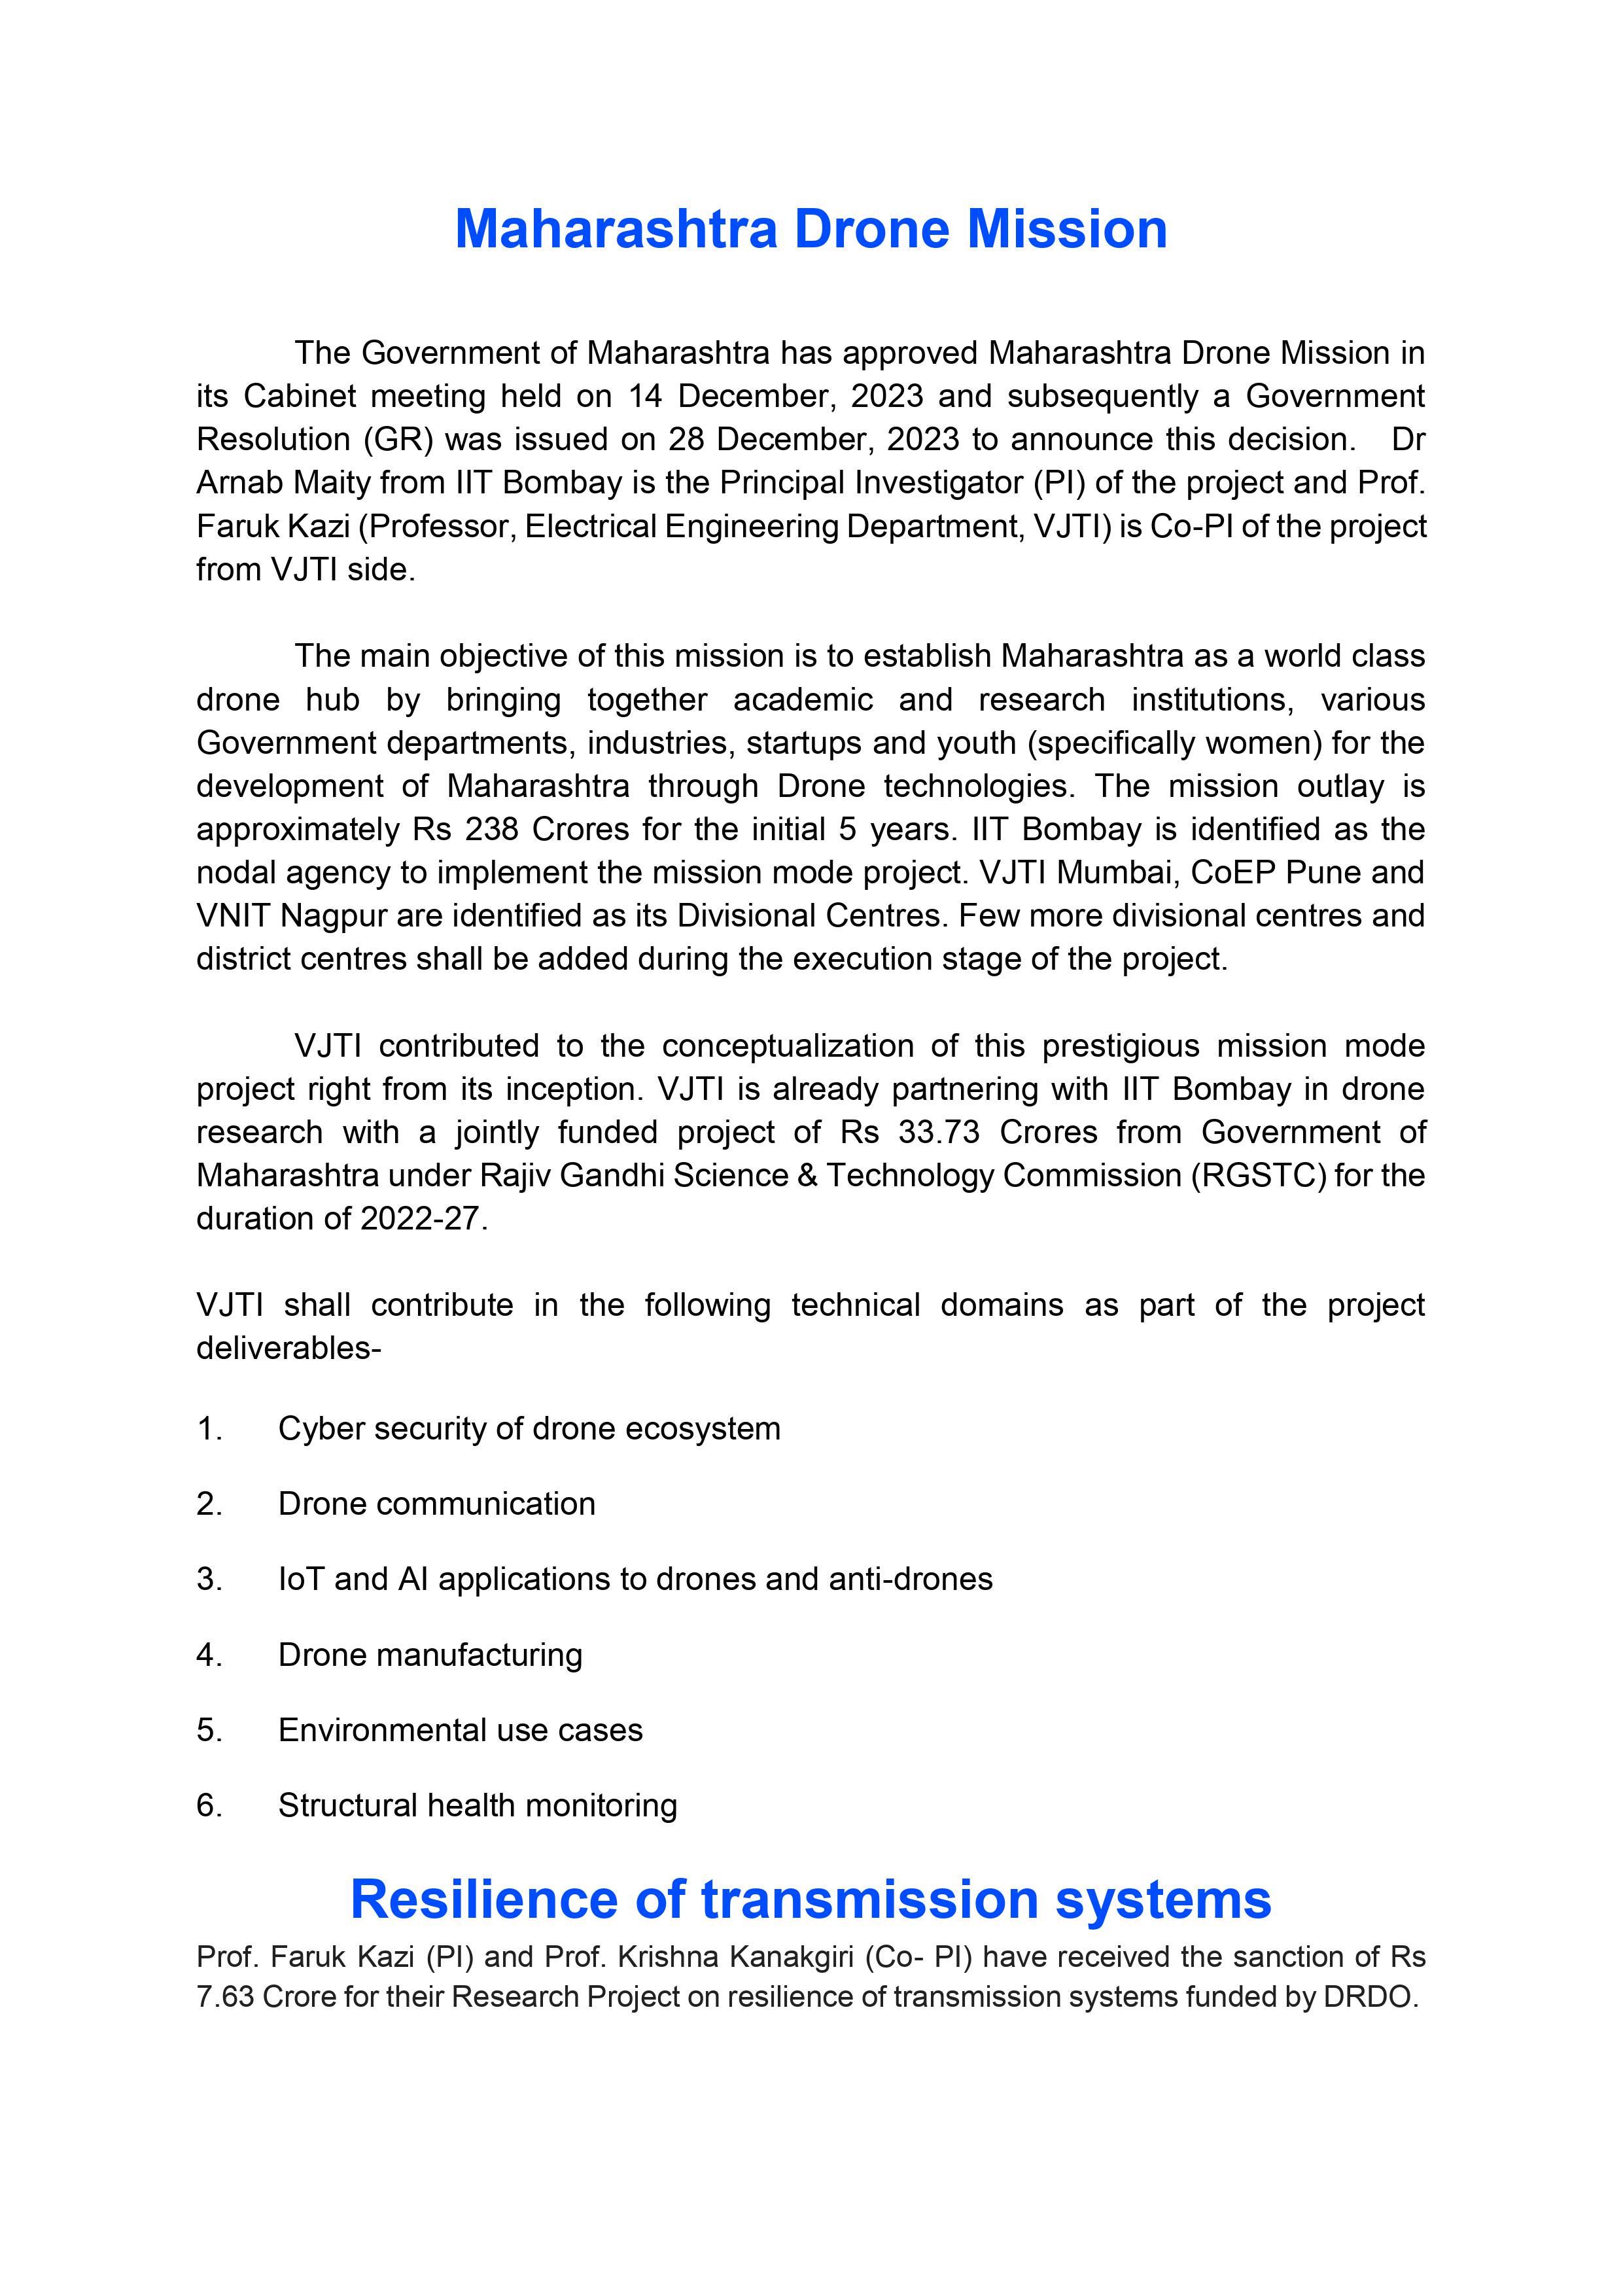 Maharashtra Drone Mission
The Government of Maharashtra has approved Maharashtra Drone Mission in
its Cabinet meeting held on 14 December, 2023 and subsequently a Government
Resolution (GR) was issued on 28 December, 2023 to announce this decision. Dr
Arnab Maity from IIT Bombay is the Principal Investigator (PI) of the project and Prof.
Faruk Kazi (Professor, Electrical Engineering Department, VJTI) is Co-PI of the project
from VJTI side.
The main objective of this mission is to establish Maharashtra as a world class
drone hub by bringing together academic and research institutions, various
Government departments, industries, startups and youth (specifically women) for the
development of Maharashtra through Drone technologies. The mission outlay is
approximately Rs 238 Crores for the initial 5 years. IIT Bombay is identified as the
nodal agency to implement the mission mode project. VJTI Mumbai, CoEP Pune and
VNIT Nagpur are identified as its Divisional Centres. Few more divisional centres and
district centres shall be added during the execution stage of the project.
VJTI contributed to the conceptualization of this prestigious mission mode
project right from its inception. VJTI is already partnering with IIT Bombay in drone
research with a jointly funded project of Rs 33.73 Crores from Government of
Maharashtra under Rajiv Gandhi Science & Technology Commission (RGSTC) for the
duration of 2022-27.
VJTI shall contribute in the following technical domains as part of the project
deliverables-
1. Cyber security of drone ecosystem
2. Drone communication
3. IoT and AI applications to drones and anti-drones
4. Drone manufacturing
5. Environmental use cases
6. Structural health monitoring
Resilience of transmission systems
Prof. Faruk Kazi (PI) and Prof. Krishna Kanakgiri (Co- PI) have received the sanction of Rs
7.63 Crore for their Research Project on resilience of transmission systems funded by DRDO.